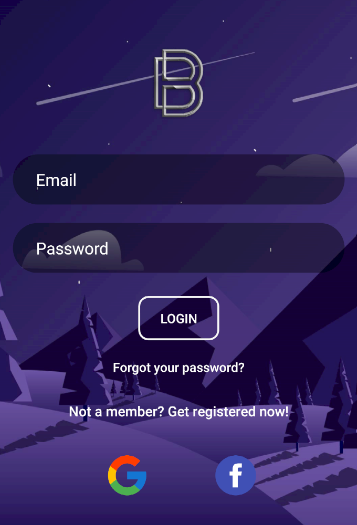 B
Email
Password
LOGIN
Forgot your password?
Not a member? Get registered now!
f